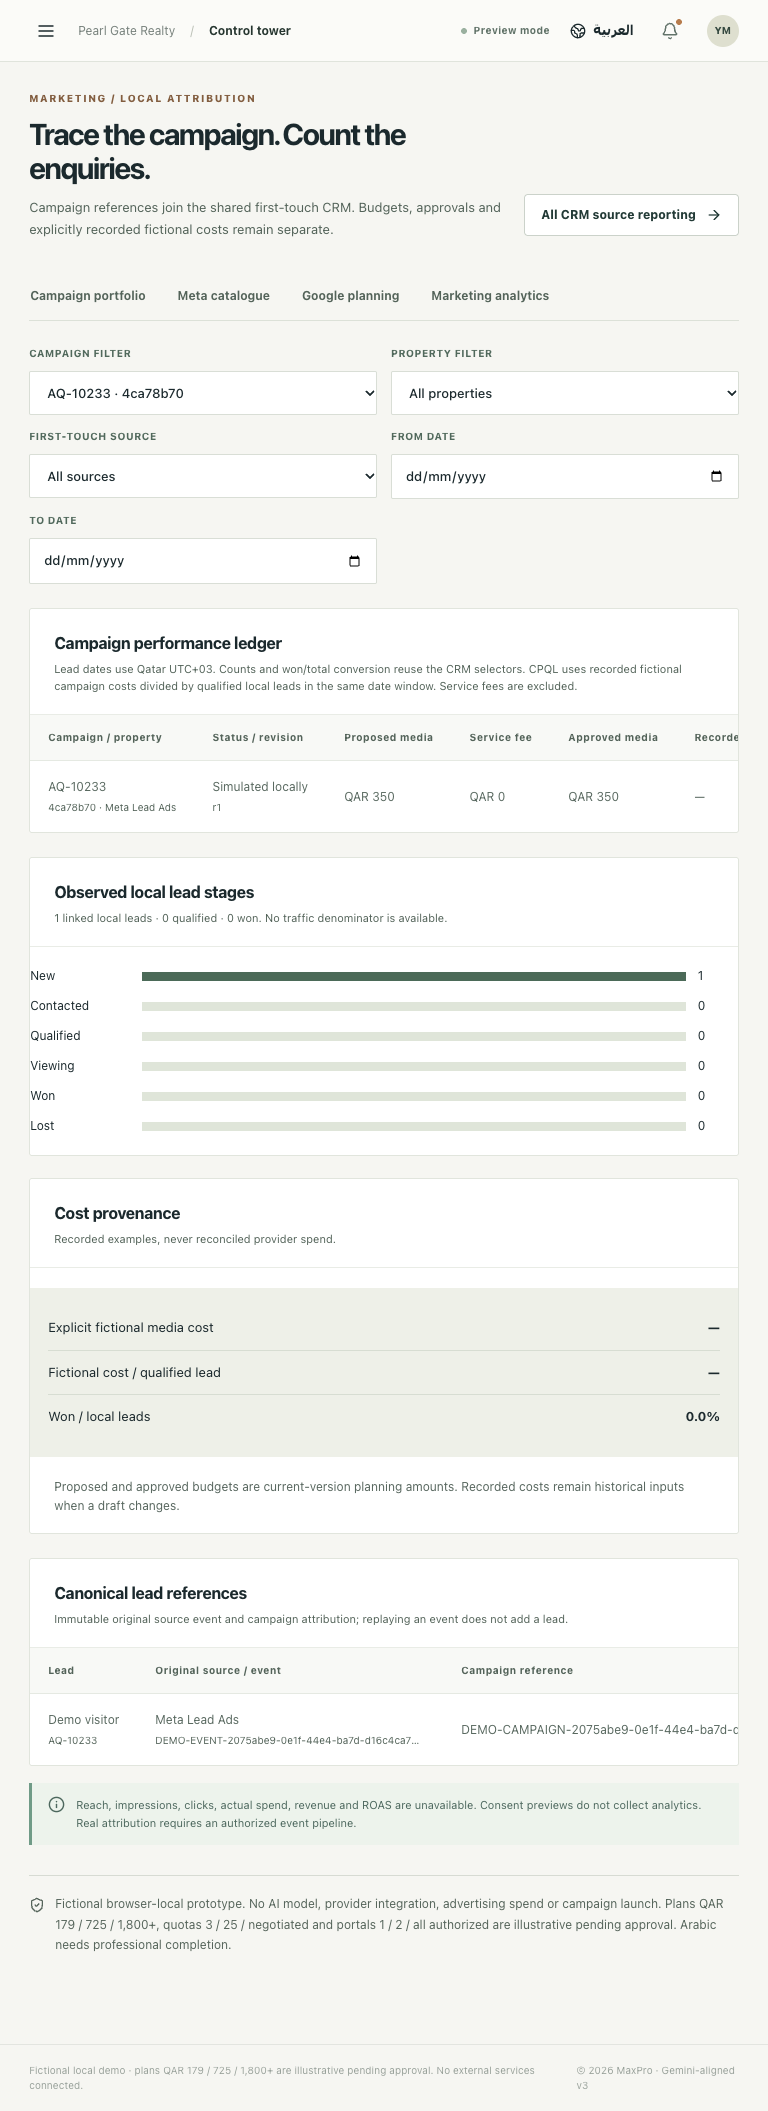 Pearl Gate Realty / Control tower
Preview mode
العربية
YM
MARKETING / LOCAL ATTRIBUTION
Trace the campaign. Count the
enquiries.
Campaign references join the shared first-touch CRM. Budgets, approvals and
explicitly recorded fictional costs remain separate.
All CRM source reporting
Campaign portfolio
Meta catalogue
Google planning
Marketing analytics
CAMPAIGN FILTER
PROPERTY FILTER
AQ-10233 · 4ca78b70
All properties
FIRST-TOUCH SOURCE
FROM DATE
All sources
dd/mm/yyyy
TO DATE
dd/mm/yyyy
Campaign performance ledger
Lead dates use Qatar UTC+03. Counts and won/total conversion reuse the CRM selectors. CPQL uses recorded fictional
campaign costs divided by qualified local leads in the same date window. Service fees are excluded.
Campaign / property Status / revision Proposed media Service fee Approved media Recorde
AQ-10233 Simulated locally QAR 350 QAR 0 QAR 350 —
4ca78b70 · Meta Lead Ads r1
Observed local lead stages
1 linked local leads · 0 qualified · 0 won. No traffic denominator is available.
New 1
Contacted 0
Qualified 0
Viewing 0
Won 0
Lost 0
Cost provenance
Recorded examples, never reconciled provider spend.
Explicit fictional media cost —
Fictional cost / qualified lead —
Won / local leads 0.0%
Proposed and approved budgets are current-version planning amounts. Recorded costs remain historical inputs
when a draft changes.
Canonical lead references
Immutable original source event and campaign attribution; replaying an event does not add a lead.
Lead Original source / event Campaign reference
Demo visitor Meta Lead Ads DEMO-CAMPAIGN-2075abe9-0e1f-44e4-ba7d-d
AQ-10233 DEMO-EVENT-2075abe9-0e1f-44e4-ba7d-d16c4ca7...
Reach, impressions, clicks, actual spend, revenue and ROAS are unavailable. Consent previews do not collect analytics.
Real attribution requires an authorized event pipeline.
Fictional browser-local prototype. No AI model, provider integration, advertising spend or campaign launch. Plans QAR
179 / 725 / 1,800+, quotas 3 / 25 / negotiated and portals 1 / 2 / all authorized are illustrative pending approval. Arabic
needs professional completion.
Fictional local demo · plans QAR 179 / 725 / 1,800+ are illustrative pending approval. No external services
connected.
© 2026 MaxPro · Gemini-aligned
v3